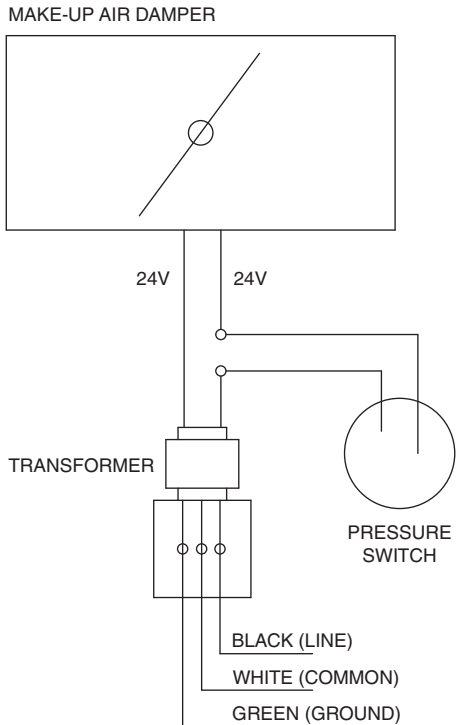 MAKE-UP AIR DAMPER
24V
24V
TRANSFORMER
PRESSURE
SWITCH
BLACK (LINE)
WHITE (COMMON)
GREEN (GROUND)